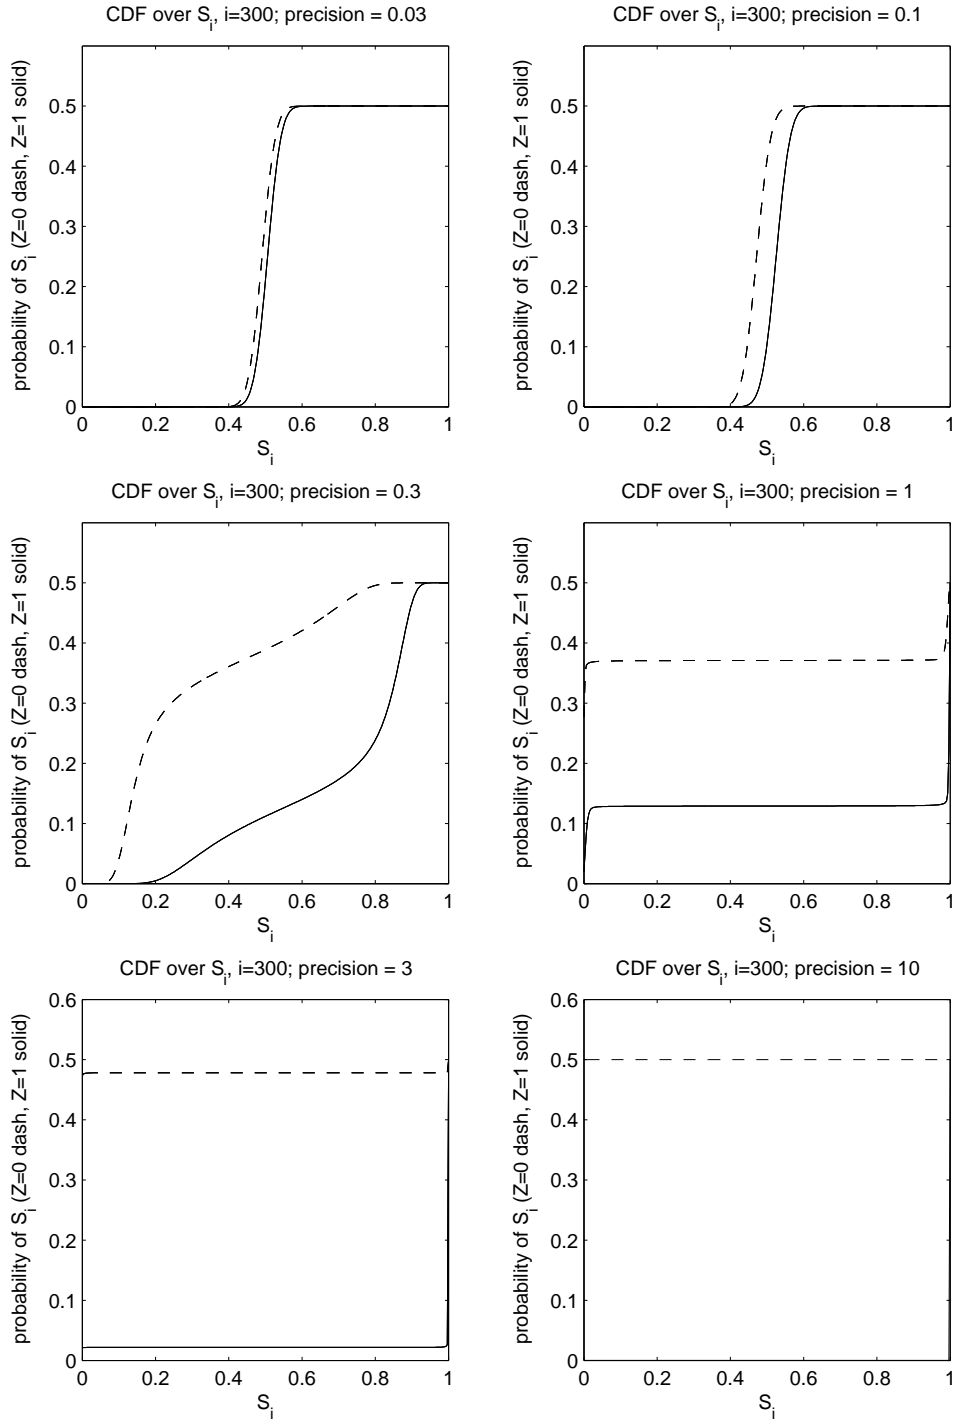 CDF over S_i, i=300; precision = 0.03
probability of S_i (Z=0 dash, Z=1 solid)
0.5
0.4
0.3
0.2
0.1
0
0 0.2 0.4 0.6 0.8 1
S_i
CDF over S_i, i=300; precision = 0.1
probability of S_i (Z=0 dash, Z=1 solid)
0.5
0.4
0.3
0.2
0.1
0
0 0.2 0.4 0.6 0.8 1
S_i
CDF over S_i, i=300; precision = 0.3
probability of S_i (Z=0 dash, Z=1 solid)
0.5
0.4
0.3
0.2
0.1
0
0 0.2 0.4 0.6 0.8 1
S_i
CDF over S_i, i=300; precision = 1
probability of S_i (Z=0 dash, Z=1 solid)
0.5
0.4
0.3
0.2
0.1
0
0 0.2 0.4 0.6 0.8 1
S_i
CDF over S_i, i=300; precision = 3
probability of S_i (Z=0 dash, Z=1 solid)
0.6
0.5
0.4
0.3
0.2
0.1
0
0 0.2 0.4 0.6 0.8 1
S_i
CDF over S_i, i=300; precision = 10
probability of S_i (Z=0 dash, Z=1 solid)
0.6
0.5
0.4
0.3
0.2
0.1
0
0 0.2 0.4 0.6 0.8 1
S_i